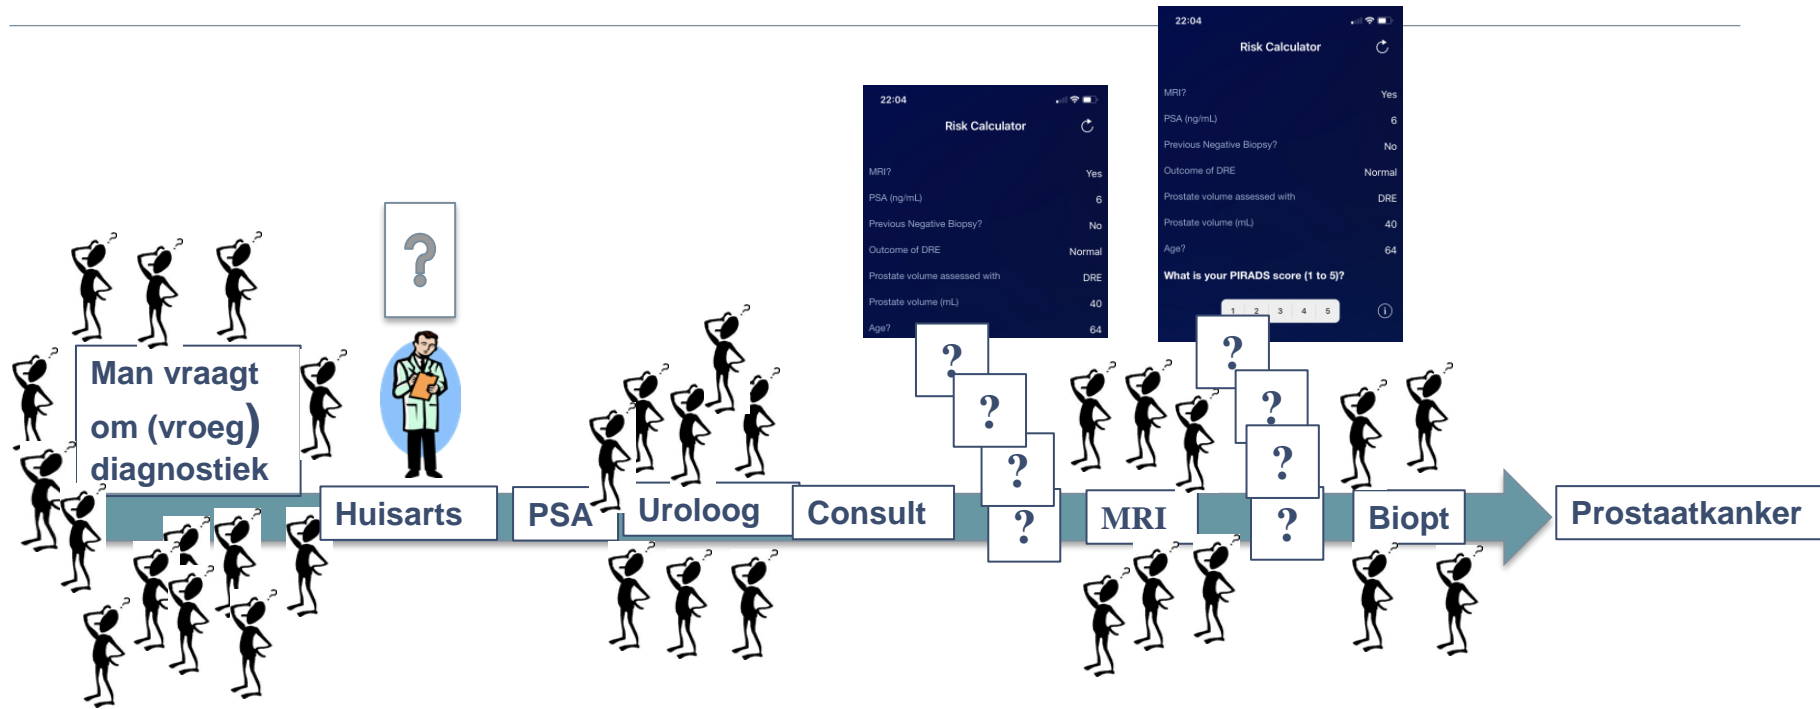 22:04
Risk Calculator
MRI? Yes
PSA (ng/mL) 6
Previous Negative Biopsy? No
Outcome of DRE Normal
Prostate volume assessed with DRE
Prostate volume (mL) 40
Age? 64
22:04
Risk Calculator
MRI? Yes
PSA (ng/mL) 6
Previous Negative Biopsy? No
Outcome of DRE Normal
Prostate volume assessed with DRE
Prostate volume (mL) 40
Age? 64
What is your PIRADS score (1 to 5)?
1 2 3 4 5
?
Man vraagt
om (vroeg)
diagnostiek
Huisarts
PSA
Uroloog
Consult
?
?
?
?
MRI
?
?
?
?
Biopt
Prostaatkanker